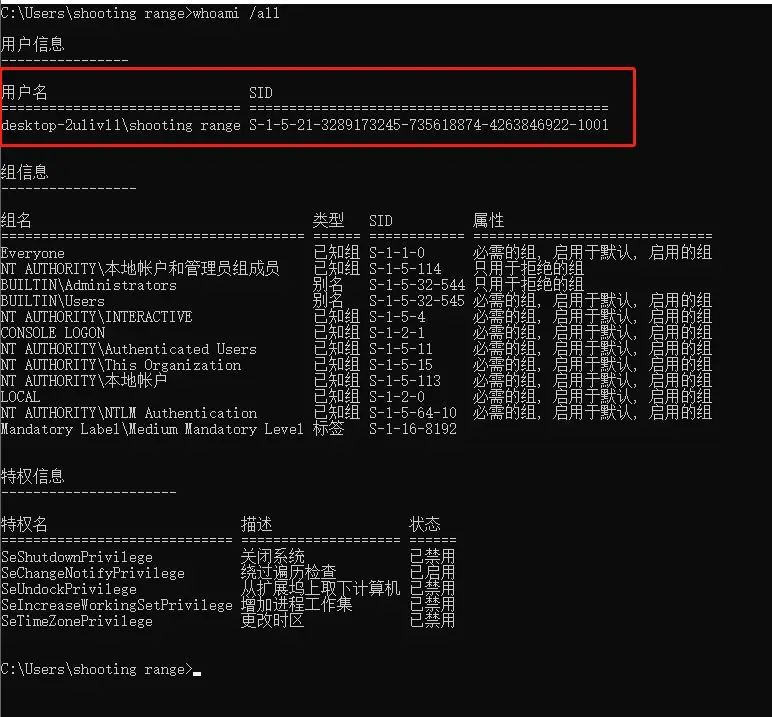 C:\Users\shooting range>whoami /all
用户信息
----------------
用户名 SID
============================== =============================================
desktop-2ulivll\shooting range S-1-5-21-3289173245-735618874-4263846922-1001
组信息
-----------------
组名 类型 SID 属性
====================================== ====== ============ ==============================
Everyone 已知组 S-1-1-0 必需的组, 启用于默认, 启用的组
NT AUTHORITY\本地帐户和管理员组成员 已知组 S-1-5-114 只用于拒绝的组
BUILTIN\Administrators 别名 S-1-5-32-544 只用于拒绝的组
BUILTIN\Users 别名 S-1-5-32-545 必需的组, 启用于默认, 启用的组
NT AUTHORITY\INTERACTIVE 已知组 S-1-5-4 必需的组, 启用于默认, 启用的组
CONSOLE LOGON 已知组 S-1-2-1 必需的组, 启用于默认, 启用的组
NT AUTHORITY\Authenticated Users 已知组 S-1-5-11 必需的组, 启用于默认, 启用的组
NT AUTHORITY\This Organization 已知组 S-1-5-15 必需的组, 启用于默认, 启用的组
NT AUTHORITY\本地帐户 已知组 S-1-5-113 必需的组, 启用于默认, 启用的组
LOCAL 已知组 S-1-2-0 必需的组, 启用于默认, 启用的组
NT AUTHORITY\NTLM Authentication 已知组 S-1-5-64-10 必需的组, 启用于默认, 启用的组
Mandatory Label\Medium Mandatory Level 标签 S-1-16-8192
特权信息
----------------------
特权名 描述 状态
============================= ==================== ======
SeShutdownPrivilege 关闭系统 已禁用
SeChangeNotifyPrivilege 绕过遍历检查 已启用
SeUndockPrivilege 从扩展坞上取下计算机 已禁用
SeIncreaseWorkingSetPrivilege 增加进程工作集 已禁用
SeTimeZonePrivilege 更改时区 已禁用
C:\Users\shooting range>